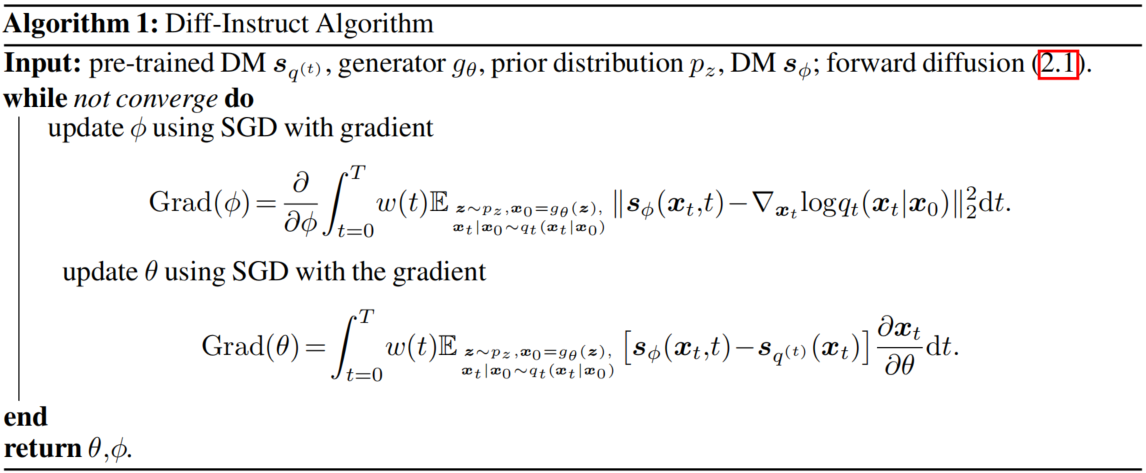 Algorithm 1: Diff-Instruct Algorithm
Input: pre-trained DM $\boldsymbol{s}_{q^{(t)}}$, generator $g_\theta$, prior distribution $p_z$, DM $\boldsymbol{s}_\phi$; forward diffusion (2.1).
while not converge do
update $\phi$ using SGD with gradient
$\mathrm{Grad}(\phi) = \frac{\partial}{\partial \phi} \int_{t=0}^{T} w(t) \mathbb{E}_{\boldsymbol{z} \sim p_z, \boldsymbol{x}_0 = g_\theta(\boldsymbol{z}), \boldsymbol{x}_t | \boldsymbol{x}_0 \sim q_t(\boldsymbol{x}_t | \boldsymbol{x}_0)} \| \boldsymbol{s}_\phi(\boldsymbol{x}_t, t) - \nabla_{\boldsymbol{x}_t} \log q_t(\boldsymbol{x}_t | \boldsymbol{x}_0) \|_2^2 \mathrm{d}t.$
update $\theta$ using SGD with the gradient
$\mathrm{Grad}(\theta) = \int_{t=0}^{T} w(t) \mathbb{E}_{\boldsymbol{z} \sim p_z, \boldsymbol{x}_0 = g_\theta(\boldsymbol{z}), \boldsymbol{x}_t | \boldsymbol{x}_0 \sim q_t(\boldsymbol{x}_t | \boldsymbol{x}_0)} [ \boldsymbol{s}_\phi(\boldsymbol{x}_t, t) - \boldsymbol{s}_{q^{(t)}}(\boldsymbol{x}_t) ] \frac{\partial \boldsymbol{x}_t}{\partial \theta} \mathrm{d}t.$
end
return $\theta, \phi$.